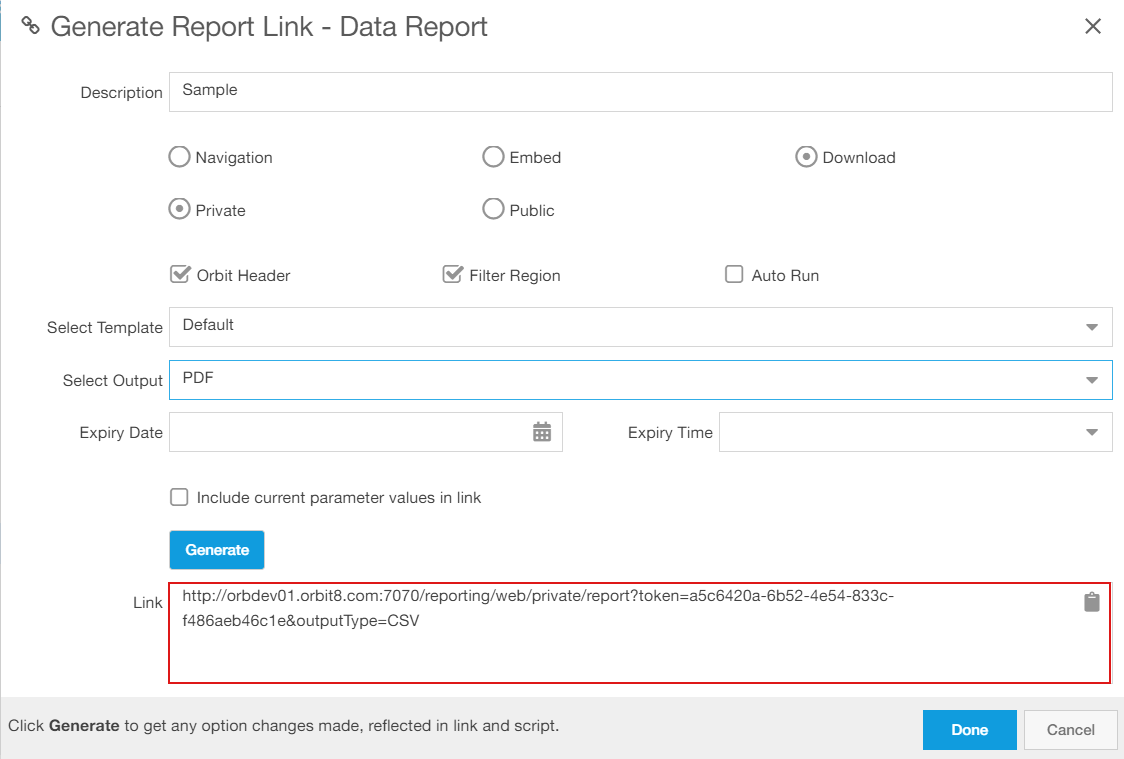 Generate Report Link - Data Report
Description
Sample
Navigation
Embed
Download
Private
Public
Orbit Header
Filter Region
Auto Run
Select Template
Default
Select Output
PDF
Expiry Date
Expiry Time
Include current parameter values in link
Generate
Link
http://orbdev01.orbit8.com:7070/reporting/web/private/report?token=a5c6420a-6b52-4e54-833c-
f486aeb46c1e&outputType=CSV
Click Generate to get any option changes made, reflected in link and script.
Done
Cancel